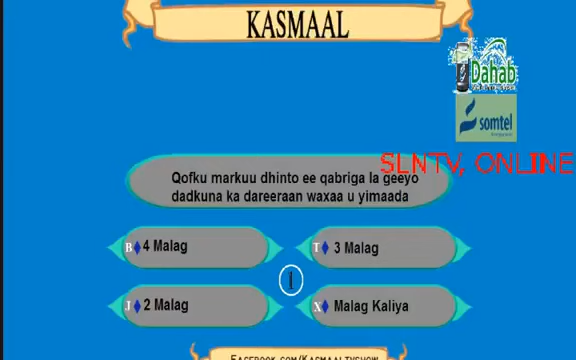 KASMAAL
Dahab
somtel
SLNTV, ONLINE
Qofku markuu dhinto ee qabriga la geeyo
dadkuna ka dareeraan waxaa u yimaada
B 4 Malag
T 3 Malag
J 2 Malag
X Malag Kaliya
1
FACEBOOK.COM/KASMAALTVSHOW